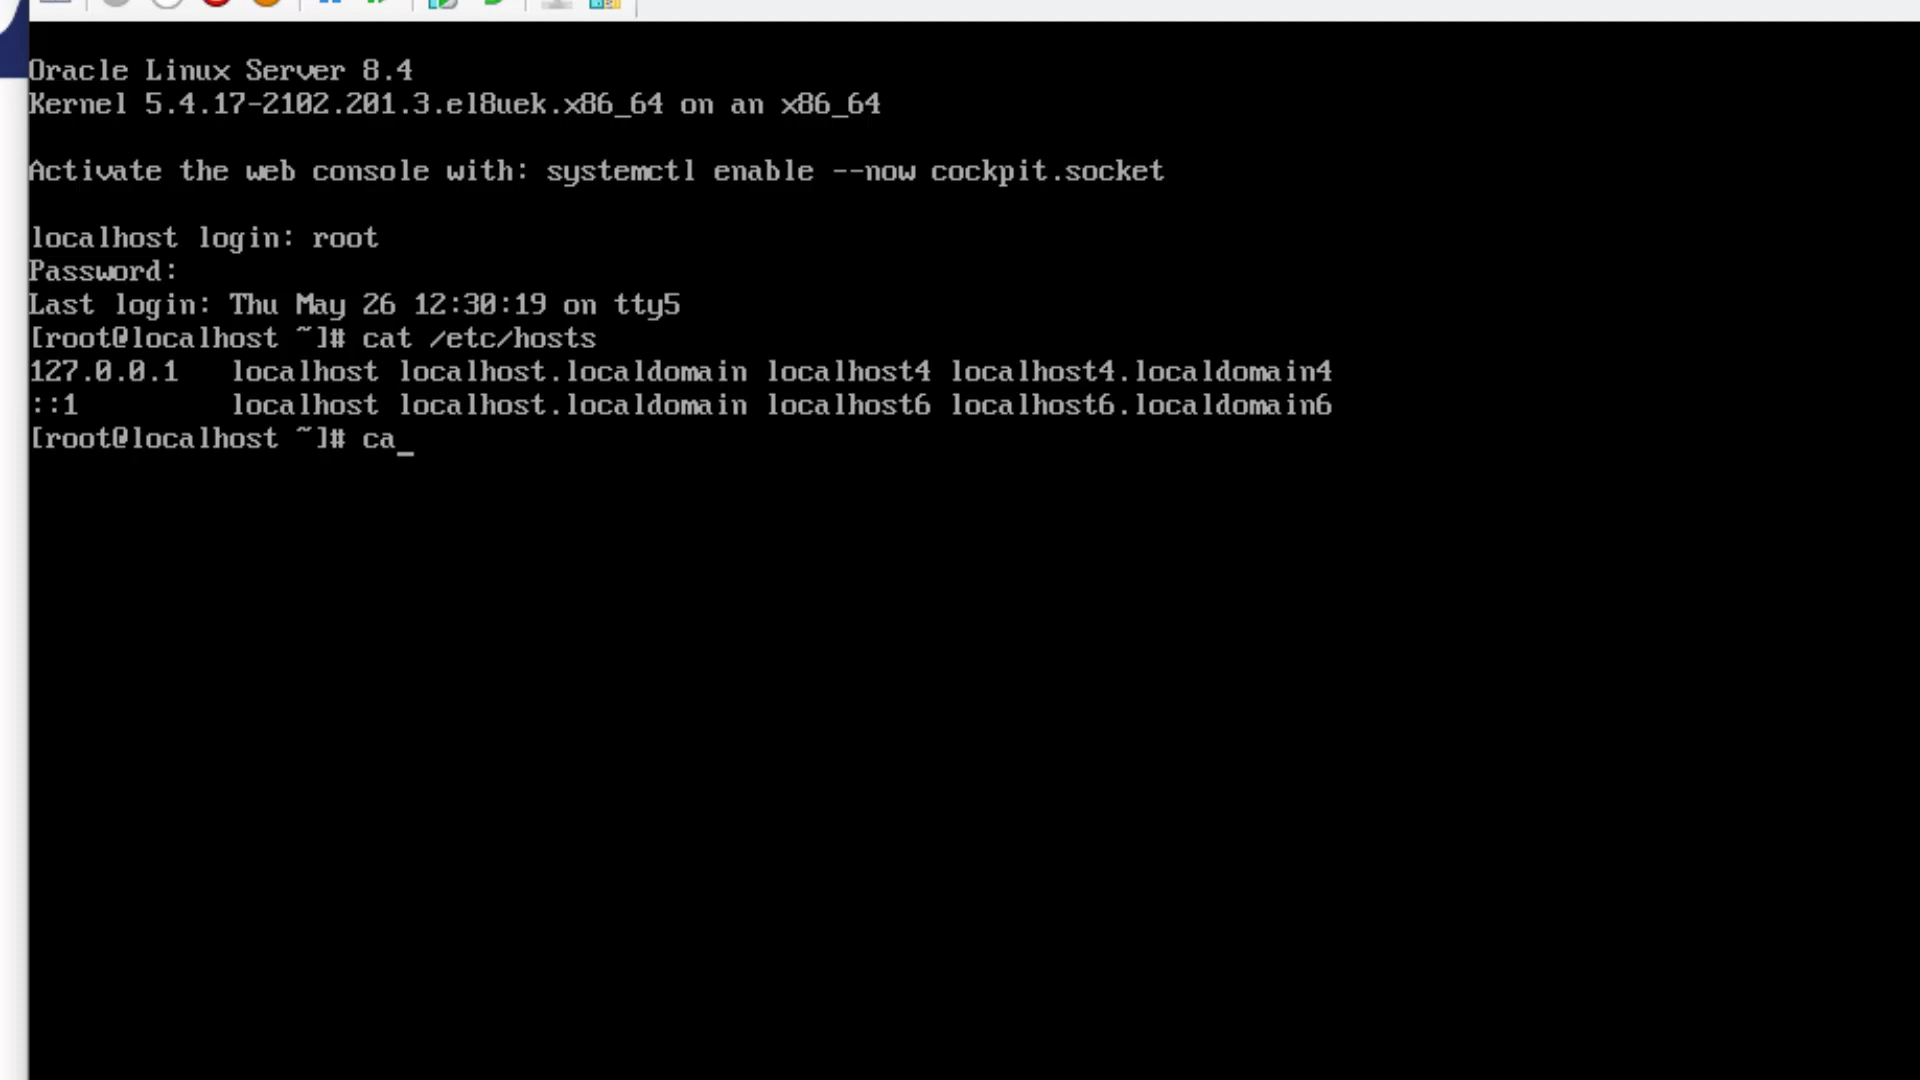 Oracle Linux Server 8.4
Kernel 5.4.17-2102.201.3.el8uek.x86_64 on an x86_64
Activate the web console with: systemctl enable --now cockpit.socket
localhost login: root
Password:
Last login: Thu May 26 12:30:19 on tty5
[root@localhost ~]# cat /etc/hosts
127.0.0.1   localhost localhost.localdomain localhost4 localhost4.localdomain4
::1         localhost localhost.localdomain localhost6 localhost6.localdomain6
[root@localhost ~]# ca_